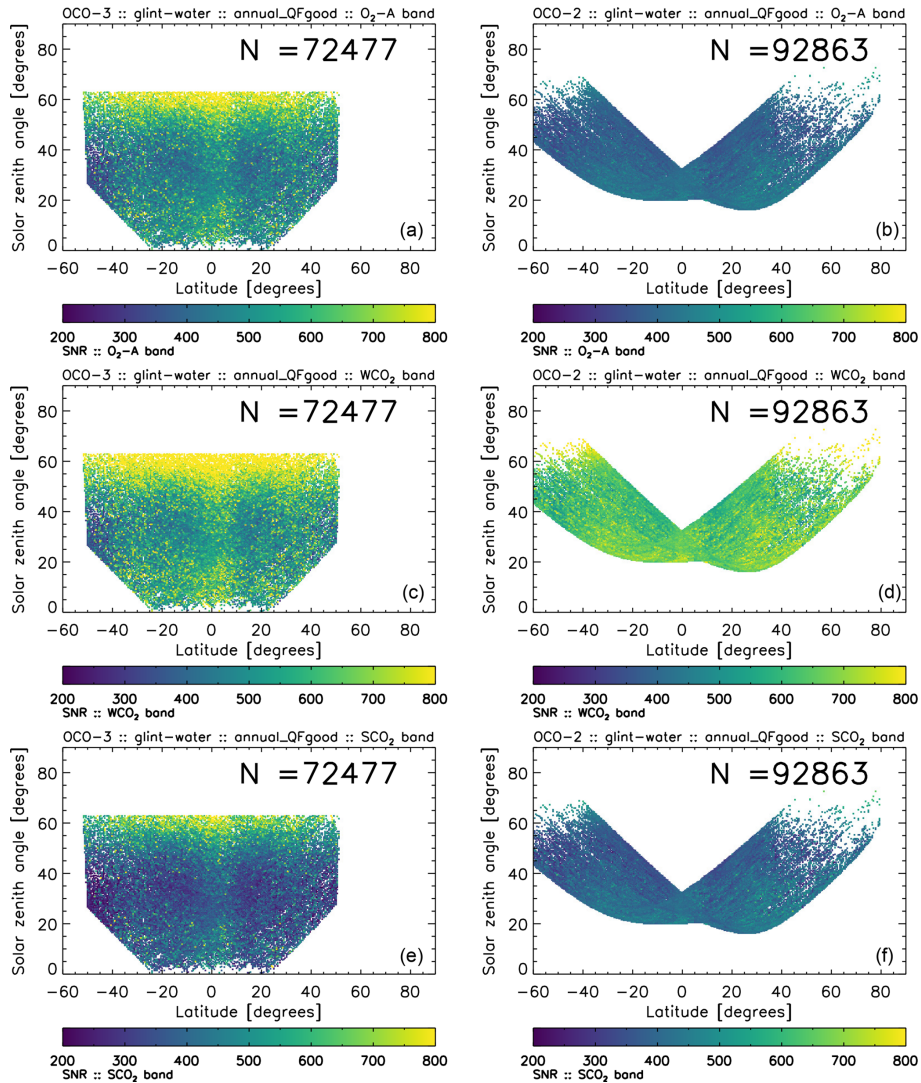 OCO-3 :: glint-water :: annual_QFgood :: O₂-A band
N =72477
Solar zenith angle [degrees]
80
60
40
20
0
(a)
-60 -40 -20 0 20 40 60 80
Latitude [degrees]
200 300 400 500 600 700 800
SNR :: O₂-A band
OCO-2 :: glint-water :: annual_QFgood :: O₂-A band
N =92863
Solar zenith angle [degrees]
80
60
40
20
0
(b)
-60 -40 -20 0 20 40 60 80
Latitude [degrees]
200 300 400 500 600 700 800
SNR :: O₂-A band
OCO-3 :: glint-water :: annual_QFgood :: WCO₂ band
N =72477
Solar zenith angle [degrees]
80
60
40
20
0
(c)
-60 -40 -20 0 20 40 60 80
Latitude [degrees]
200 300 400 500 600 700 800
SNR :: WCO₂ band
OCO-2 :: glint-water :: annual_QFgood :: WCO₂ band
N =92863
Solar zenith angle [degrees]
80
60
40
20
0
(d)
-60 -40 -20 0 20 40 60 80
Latitude [degrees]
200 300 400 500 600 700 800
SNR :: WCO₂ band
OCO-3 :: glint-water :: annual_QFgood :: SCO₂ band
N =72477
Solar zenith angle [degrees]
80
60
40
20
0
(e)
-60 -40 -20 0 20 40 60 80
Latitude [degrees]
200 300 400 500 600 700 800
SNR :: SCO₂ band
OCO-2 :: glint-water :: annual_QFgood :: SCO₂ band
N =92863
Solar zenith angle [degrees]
80
60
40
20
0
(f)
-60 -40 -20 0 20 40 60 80
Latitude [degrees]
200 300 400 500 600 700 800
SNR :: SCO₂ band